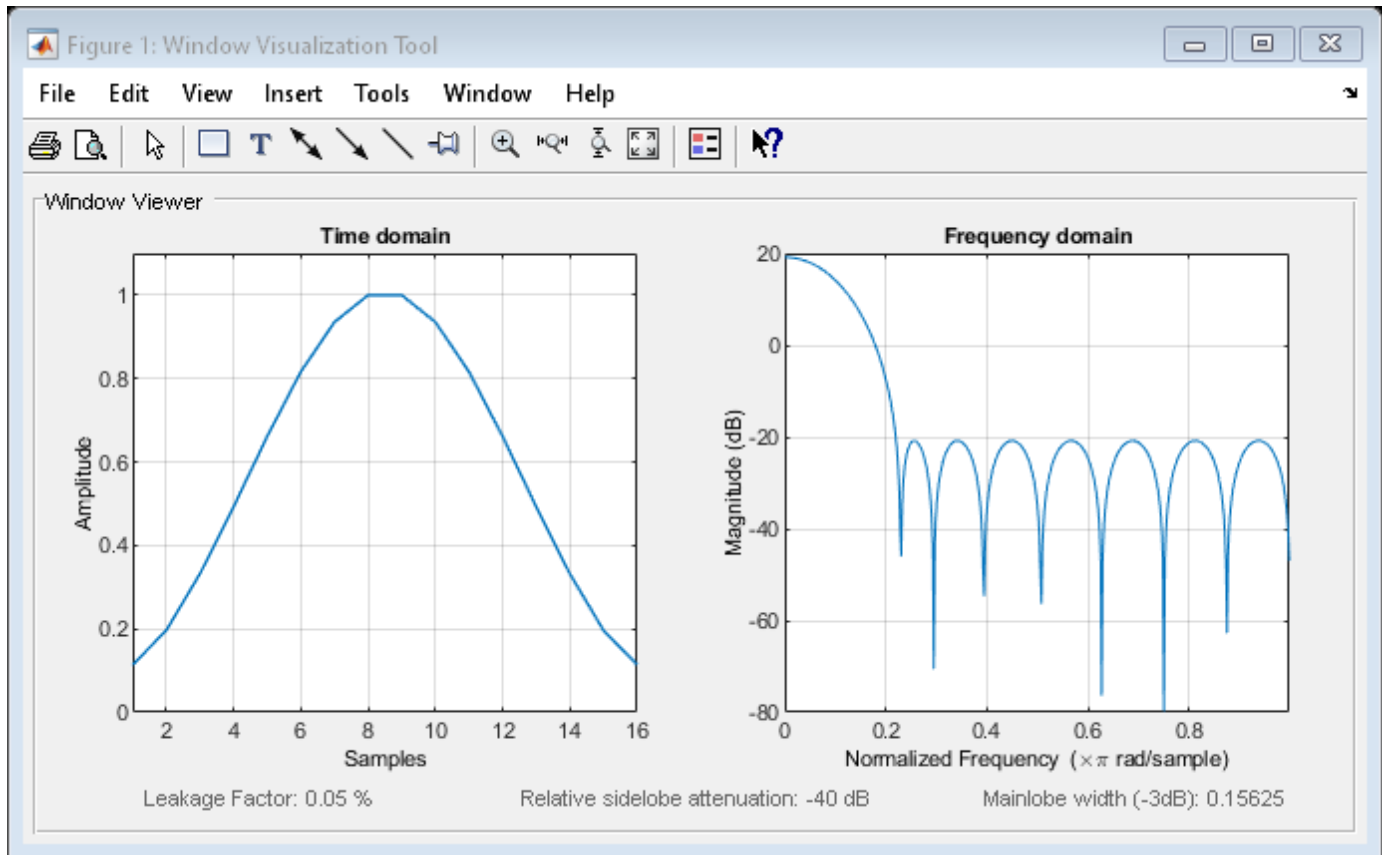 Figure 1: Window Visualization Tool
File Edit View Insert Tools Window Help
T
Window Viewer
Time domain
Amplitude
1
0.8
0.6
0.4
0.2
0
2 4 6 8 10 12 14 16
Samples
Frequency domain
Magnitude (dB)
20
0
-20
-40
-60
-80
0 0.2 0.4 0.6 0.8
Normalized Frequency (×π rad/sample)
Leakage Factor: 0.05 %
Relative sidelobe attenuation: -40 dB
Mainlobe width (-3dB): 0.15625